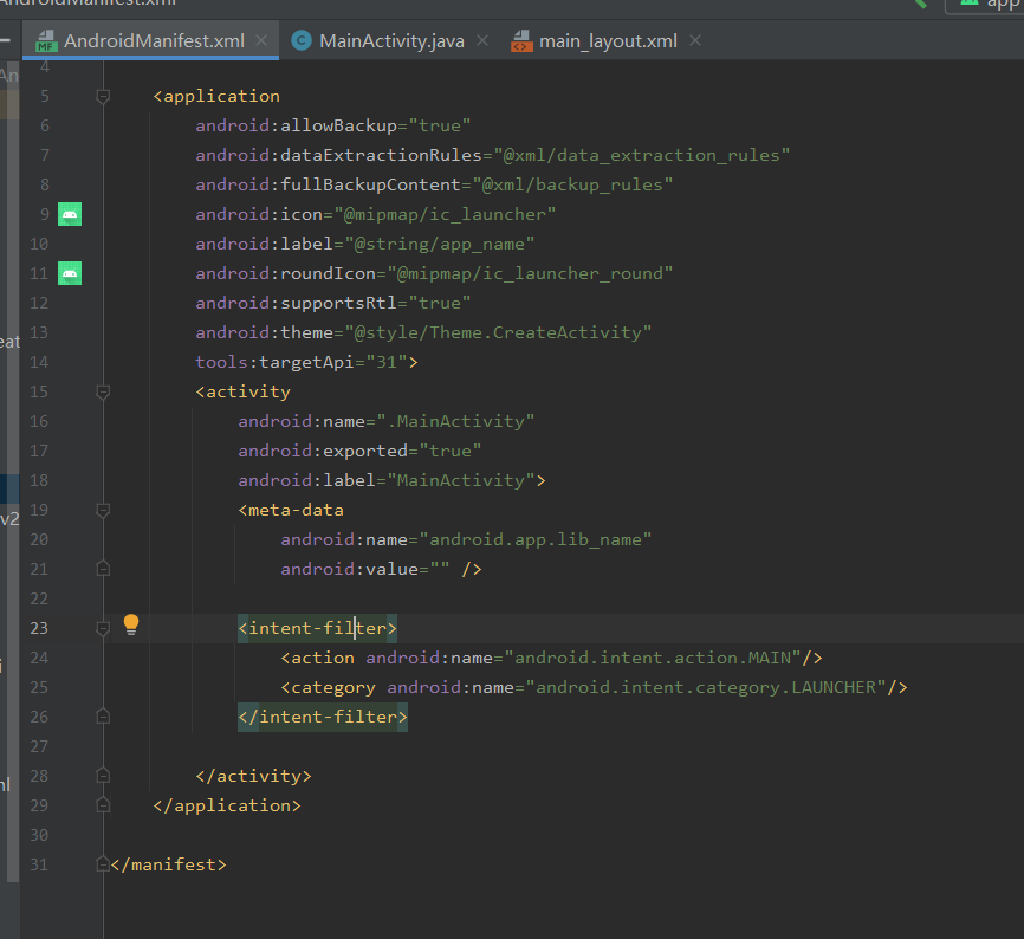 AndroidManifest.xml
app
AndroidManifest.xml MainActivity.java main_layout.xml
4
5 <application
6 android:allowBackup="true"
7 android:dataExtractionRules="@xml/data_extraction_rules"
8 android:fullBackupContent="@xml/backup_rules"
9 android:icon="@mipmap/ic_launcher"
10 android:label="@string/app_name"
11 android:roundIcon="@mipmap/ic_launcher_round"
12 android:supportsRtl="true"
13 android:theme="@style/Theme.CreateActivity"
14 tools:targetApi="31">
15 <activity
16 android:name=".MainActivity"
17 android:exported="true"
18 android:label="MainActivity">
19 <meta-data
20 android:name="android.app.lib_name"
21 android:value="" />
22
23 <intent-filter>
24 <action android:name="android.intent.action.MAIN"/>
25 <category android:name="android.intent.category.LAUNCHER"/>
26 </intent-filter>
27
28 </activity>
29 </application>
30
31 </manifest>